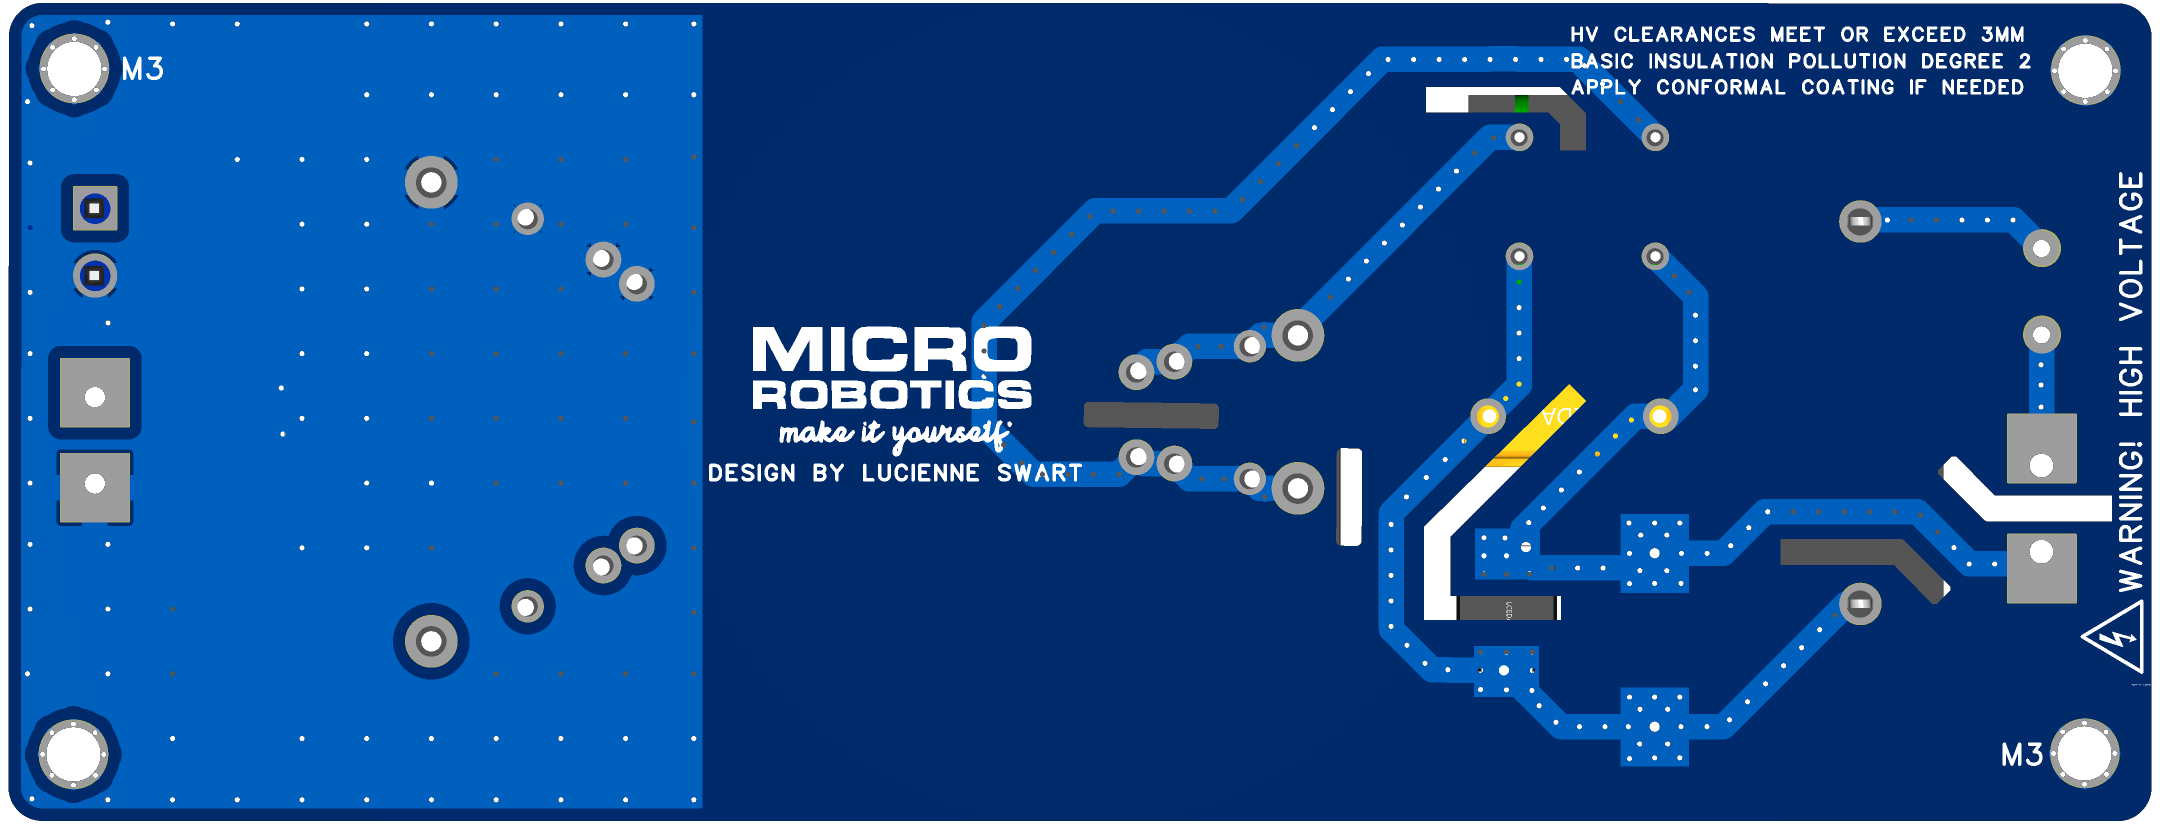 HV CLEARANCES MEET OR EXCEED 3MM
BASIC INSULATION POLLUTION DEGREE 2
APPLY CONFORMAL COATING IF NEEDED
M3
WARNING! HIGH VOLTAGE
MICRO
ROBOTICS
make it yourself
DESIGN BY LUCIENNE SWART
M3